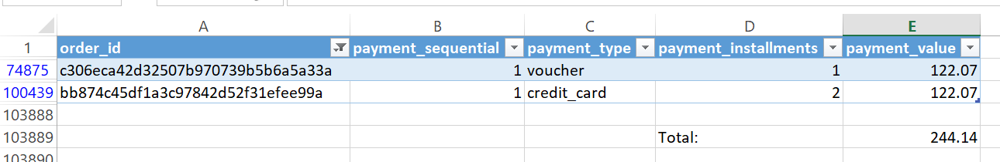 A B C D E
1 order_id payment_sequential payment_type payment_installments payment_value
74875 c306eca42d32507b970739b5b6a5a33a 1 voucher 1 122.07
100439 bb874c45df1a3c97842d52f31efee99a 1 credit_card 2 122.07
103888
103889 Total: 244.14
103890